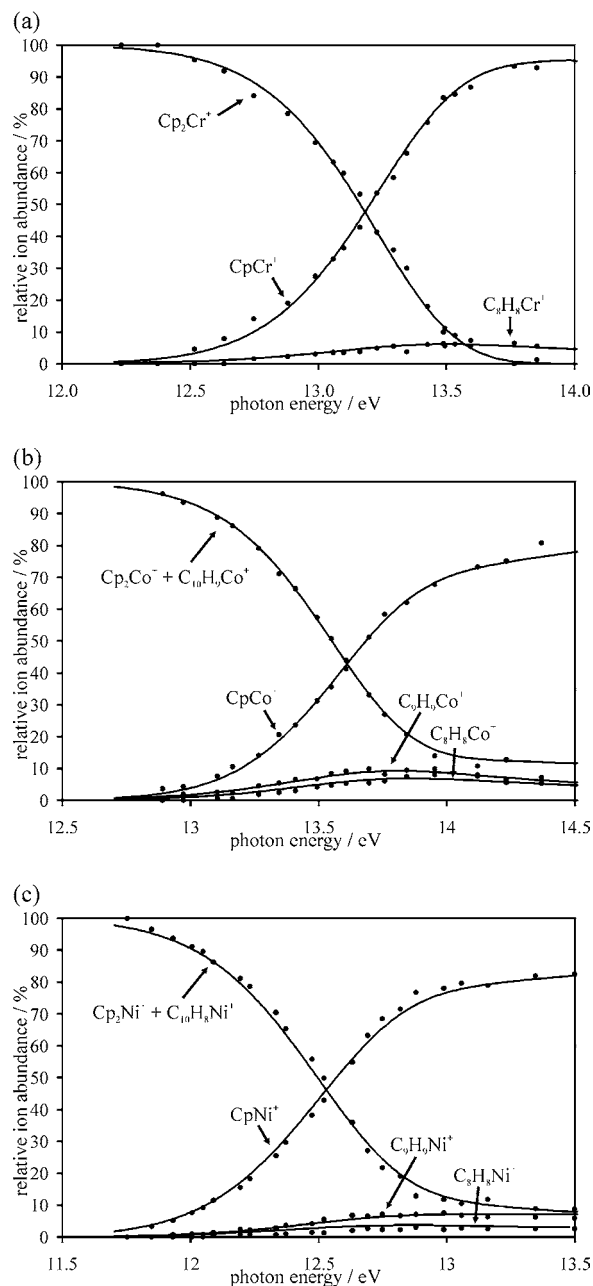 (a)
100
90
80
70
60
50
40
30
20
10
0
relative ion abundance / %
Cp₂Cr⁺
CpCr⁺
C₈H₈Cr⁺
12.0 12.5 13.0 13.5 14.0
photon energy / eV
(b)
100
90
80
70
60
50
40
30
20
10
0
relative ion abundance / %
Cp₂Co⁺ + C₁₀H₉Co⁺
CpCo⁺
C₉H₉Co⁺
C₈H₈Co⁺
12.5 13 13.5 14 14.5
photon energy / eV
(c)
100
90
80
70
60
50
40
30
20
10
0
relative ion abundance / %
Cp₂Ni⁺ + C₁₀H₈Ni⁺
CpNi⁺
C₉H₉Ni⁺
C₈H₈Ni⁺
11.5 12 12.5 13 13.5
photon energy / eV